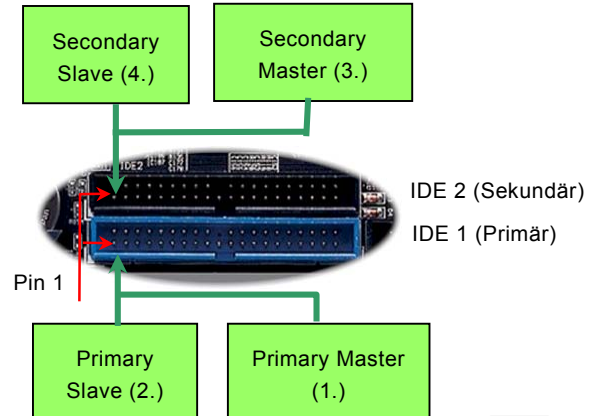 Secondary
Slave (4.)
Secondary
Master (3.)
IDE2
IDE 2 (Sekundär)
IDE 1 (Primär)
Pin 1
Primary
Slave (2.)
Primary Master
(1.)